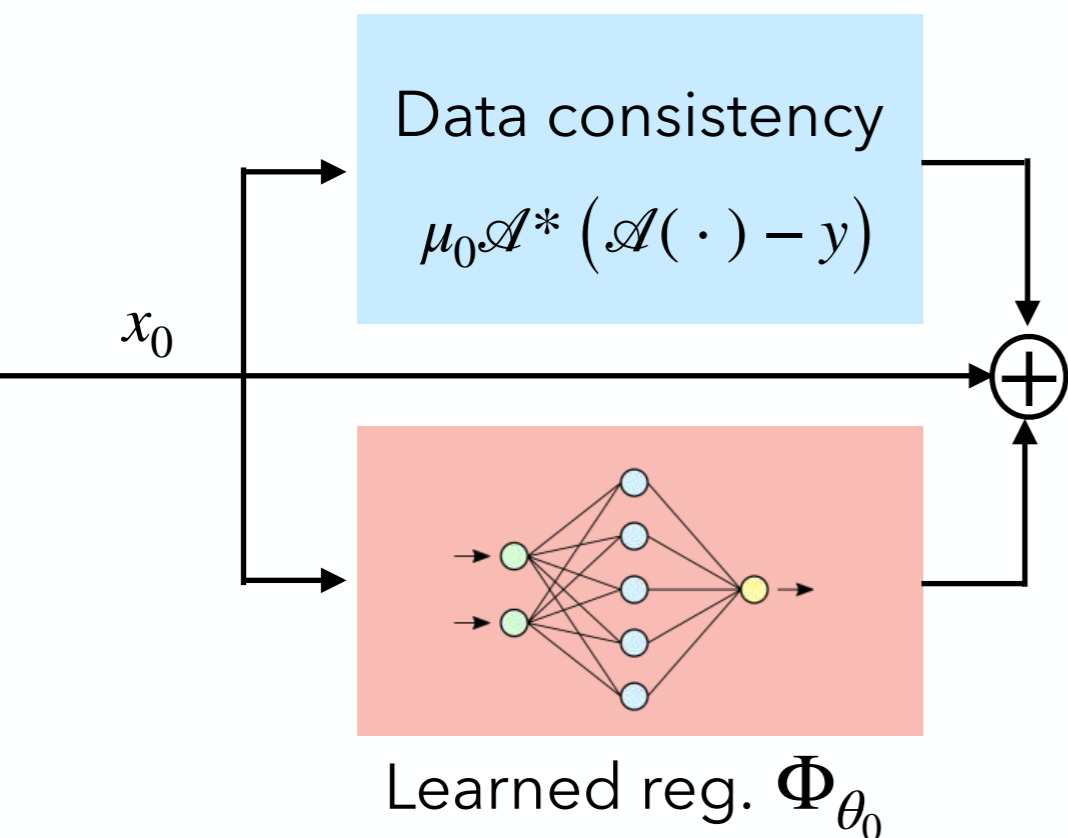 Data consistency
μ₀𝒜* (𝒜( · ) − y)
x₀
+
Learned reg. Φ_θ₀